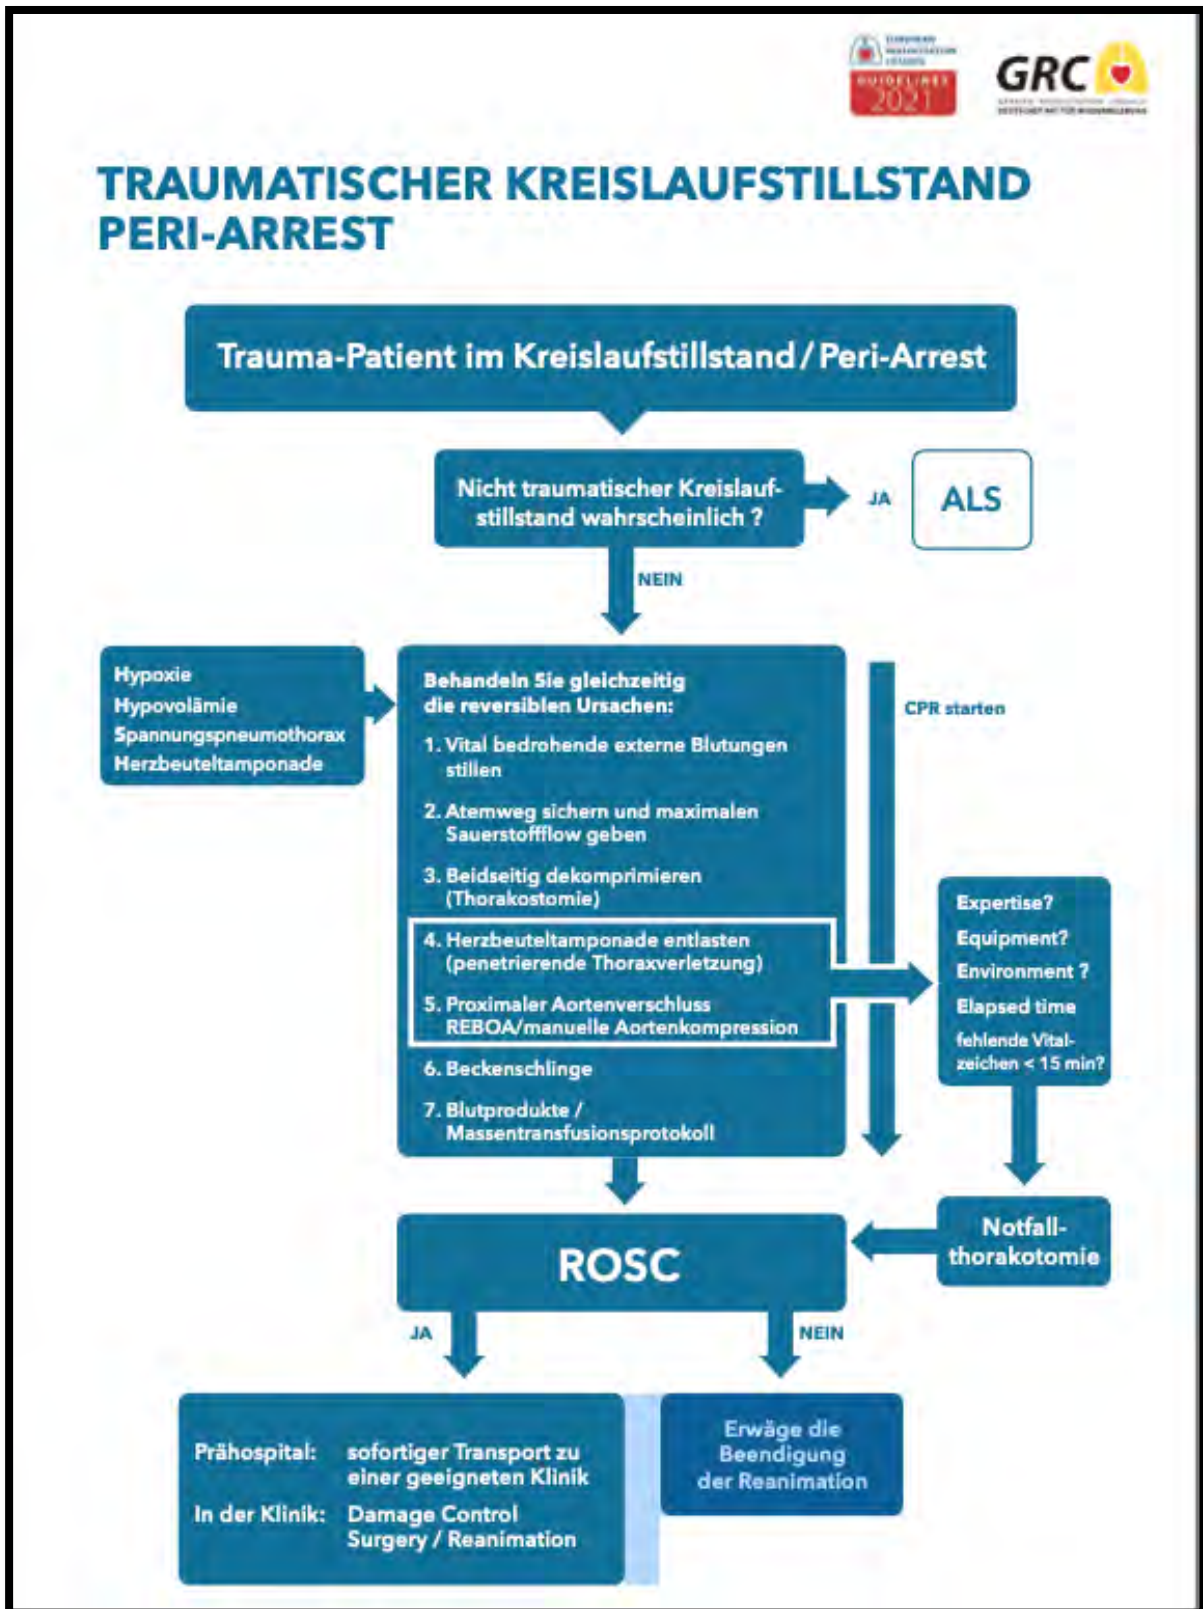 EUROPEAN
RESUSCITATION
COUNCIL
GUIDELINES
2021
GRC
TRAUMATISCHER KREISLAUFSTILLSTAND
PERI-ARREST
Trauma-Patient im Kreislaufstillstand / Peri-Arrest
Nicht traumatischer Kreislauf-
stillstand wahrscheinlich ?
JA
ALS
NEIN
Hypoxie
Hypovolämie
Spannungspneumothorax
Herzbeuteltamponade
Behandeln Sie gleichzeitig
die reversiblen Ursachen:
1. Vital bedrohende externe Blutungen
stillen
2. Atemweg sichern und maximalen
Sauerstoffflow geben
3. Beidseitig dekomprimieren
(Thorakostomie)
4. Herzbeuteltamponade entlasten
(penetrierende Thoraxverletzung)
5. Proximaler Aortenverschluss
REBOA/manuelle Aortenkompression
6. Beckenschlinge
7. Blutprodukte /
Massentransfusionsprotokoll
CPR starten
Expertise?
Equipment?
Environment ?
Elapsed time
fehlende Vital-
zeichen < 15 min?
Notfall-
thorakotomie
ROSC
JA
NEIN
Prähospital: sofortiger Transport zu
einer geeigneten Klinik
In der Klinik: Damage Control
Surgery / Reanimation
Erwäge die
Beendigung
der Reanimation